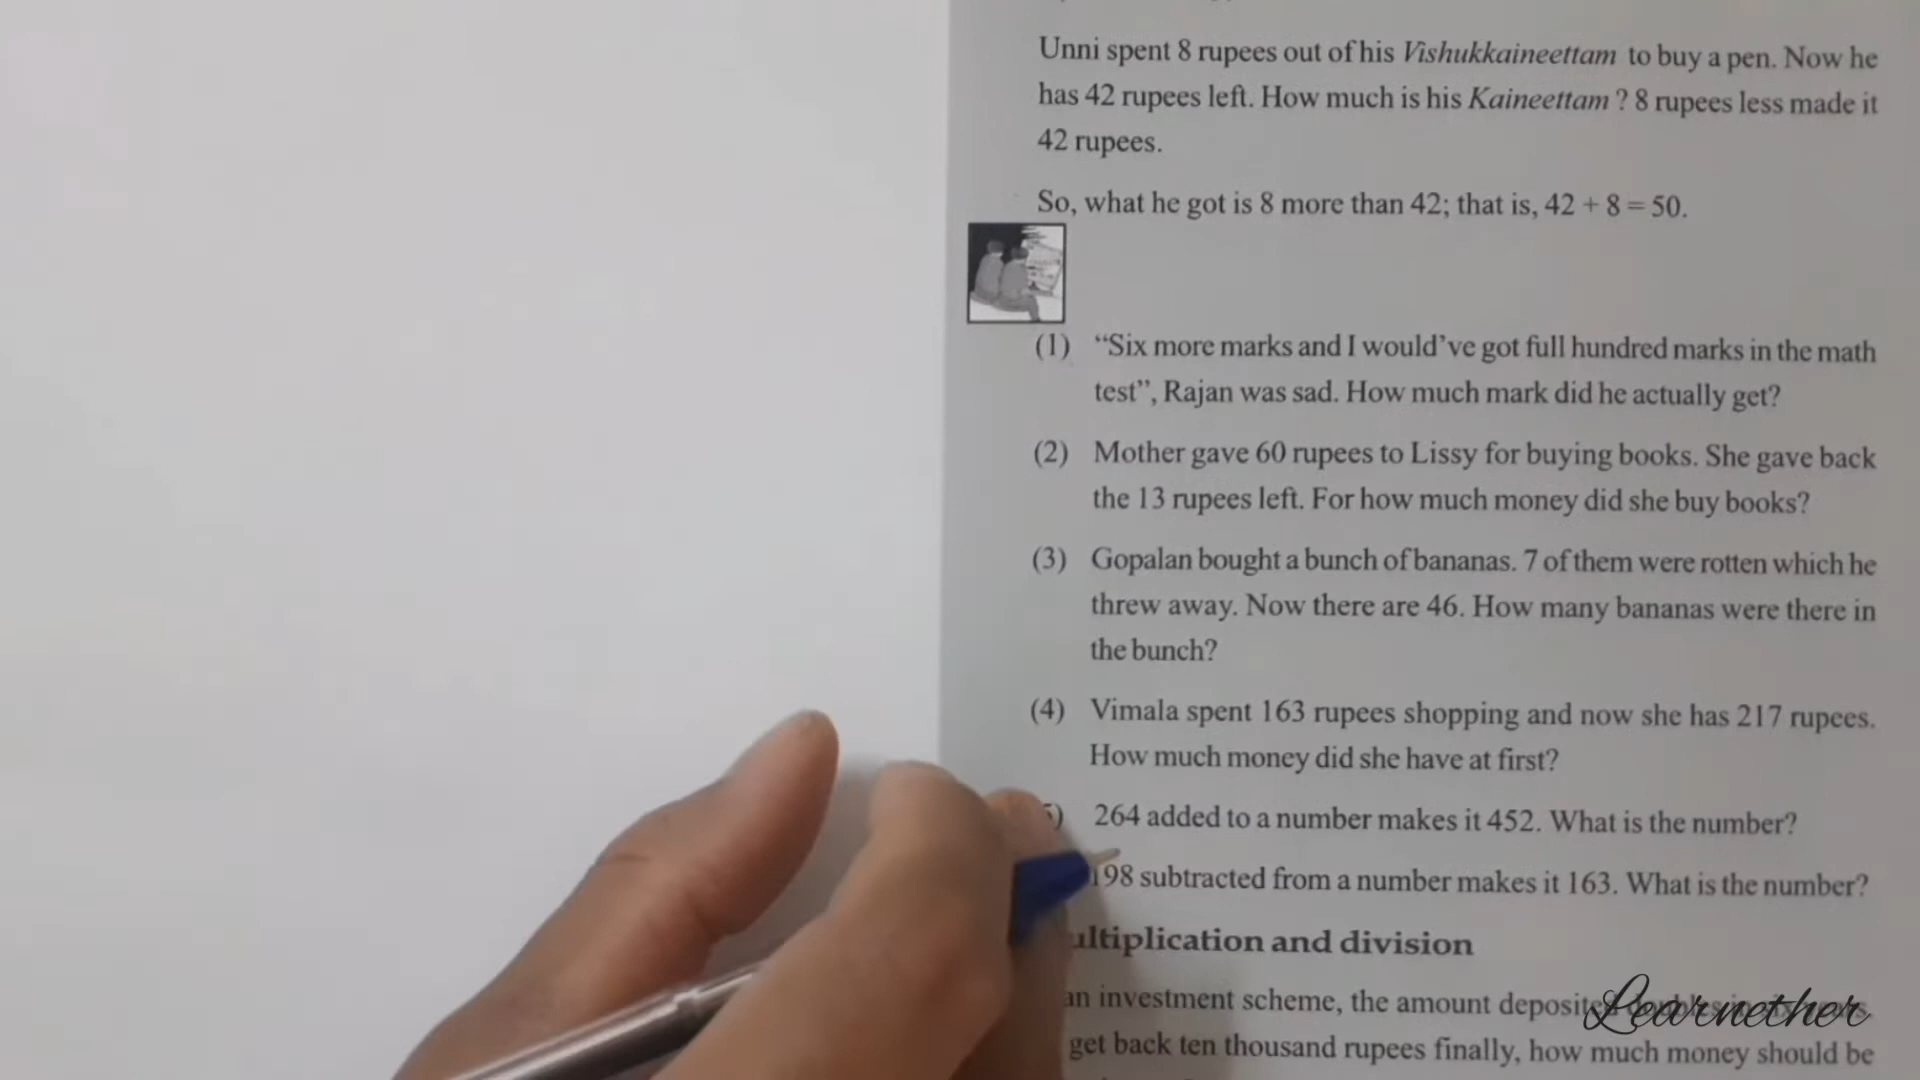 Unni spent 8 rupees out of his Vishukkaineettam to buy a pen. Now he
has 42 rupees left. How much is his Kaineettam ? 8 rupees less made it
42 rupees.
So, what he got is 8 more than 42; that is, 42 + 8 = 50.
(1) “Six more marks and I would’ve got full hundred marks in the math
test”, Rajan was sad. How much mark did he actually get?
(2) Mother gave 60 rupees to Lissy for buying books. She gave back
the 13 rupees left. For how much money did she buy books?
(3) Gopalan bought a bunch of bananas. 7 of them were rotten which he
threw away. Now there are 46. How many bananas were there in
the bunch?
(4) Vimala spent 163 rupees shopping and now she has 217 rupees.
How much money did she have at first?
264 added to a number makes it 452. What is the number?
198 subtracted from a number makes it 163. What is the number?
ultiplication and division
an investment scheme, the amount
get back ten thousand rupees finally, how much money should be
Learnether